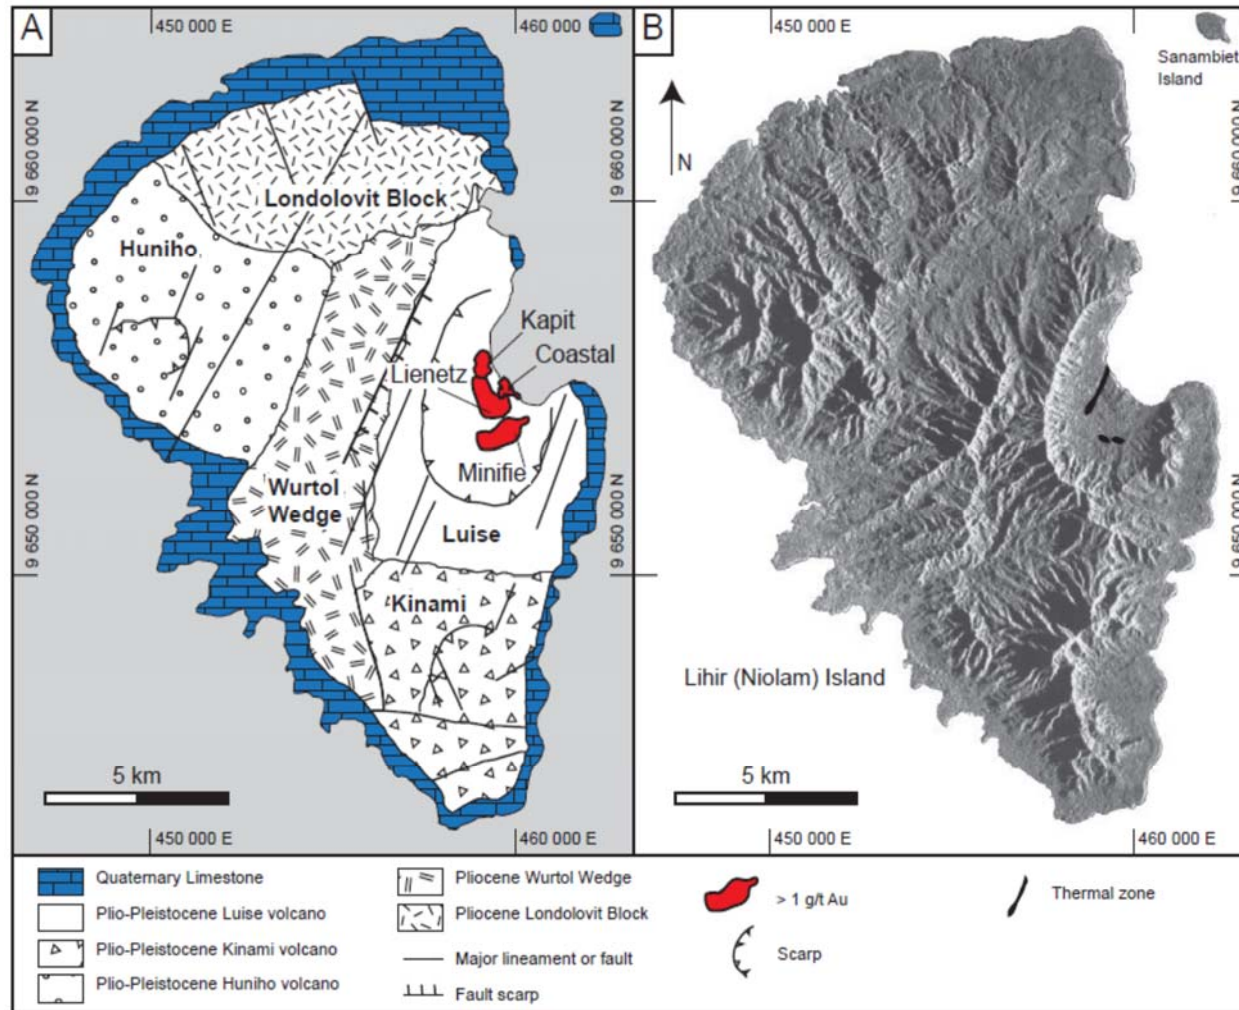 A
450 000 E
460 000 E
9 660 000 N
9 660 000 N
Londolovit Block
Huniho
Kapit
Coastal
Lienetz
Minifie
Wurtol
Wedge
Luise
9 650 000 N
Kinami
5 km
450 000 E
460 000 E
B
450 000 E
Sanambiet
Island
N
9 660 000 N
9 650 000 N
Lihir (Niolam) Island
5 km
450 000 E
460 000 E
Quaternary Limestone
Plio-Pleistocene Luise volcano
Plio-Pleistocene Kinami volcano
Plio-Pleistocene Huniho volcano
Pliocene Wurtol Wedge
Pliocene Londolovit Block
Major lineament or fault
Fault scarp
> 1 g/t Au
Scarp
Thermal zone